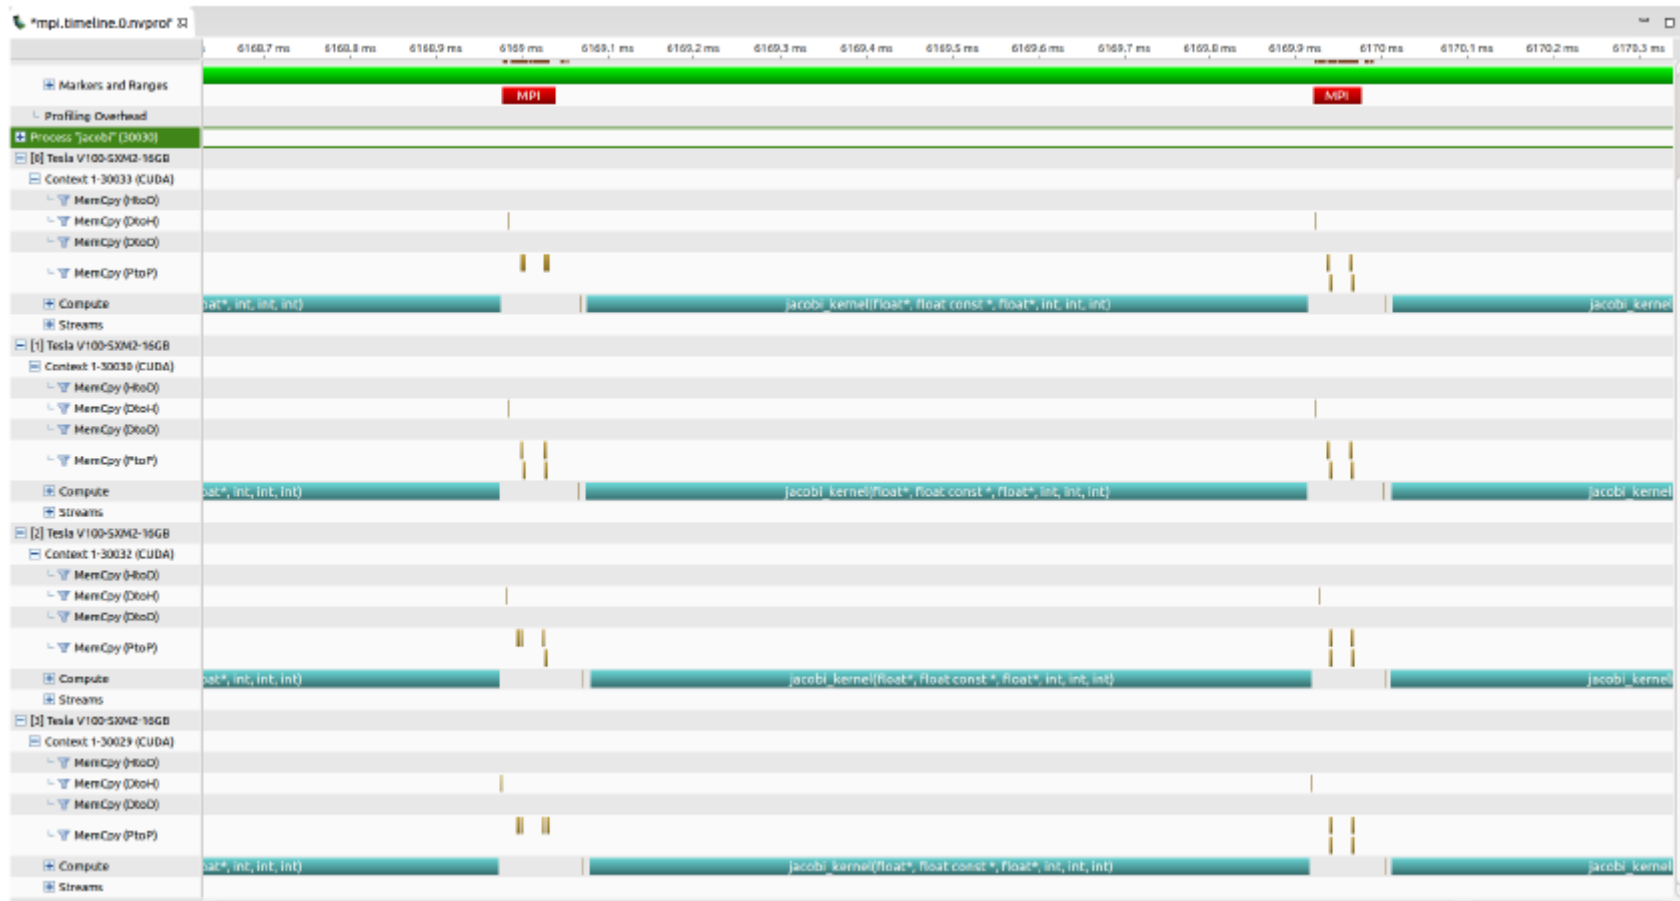 *mpi.timeline.0.nvprof
6168.7 ms 6168.8 ms 6168.9 ms 6169 ms 6169.1 ms 6169.2 ms 6169.3 ms 6169.4 ms 6169.5 ms 6169.6 ms 6169.7 ms 6169.8 ms 6169.9 ms 6170 ms 6170.1 ms 6170.2 ms 6170.3 ms
Markers and Ranges
MPI MPI
Profiling Overhead
Process "jacobi" (30030)
[0] Tesla V100-SXM2-16GB
Context 1-30033 (CUDA)
MemCpy (HtoD)
MemCpy (DtoH)
MemCpy (DtoD)
MemCpy (PtoP)
Compute oat*, int, int, int) jacobi_kernel(float*, float const *, float*, int, int, int) jacobi_kernel
Streams
[1] Tesla V100-SXM2-16GB
Context 1-30030 (CUDA)
MemCpy (HtoD)
MemCpy (DtoH)
MemCpy (DtoD)
MemCpy (PtoP)
Compute oat*, int, int, int) jacobi_kernel(float*, float const *, float*, int, int, int) jacobi_kernel
Streams
[2] Tesla V100-SXM2-16GB
Context 1-30032 (CUDA)
MemCpy (HtoD)
MemCpy (DtoH)
MemCpy (DtoD)
MemCpy (PtoP)
Compute oat*, int, int, int) jacobi_kernel(float*, float const *, float*, int, int, int) jacobi_kernel
Streams
[3] Tesla V100-SXM2-16GB
Context 1-30029 (CUDA)
MemCpy (HtoD)
MemCpy (DtoH)
MemCpy (DtoD)
MemCpy (PtoP)
Compute oat*, int, int, int) jacobi_kernel(float*, float const *, float*, int, int, int) jacobi_kernel
Streams